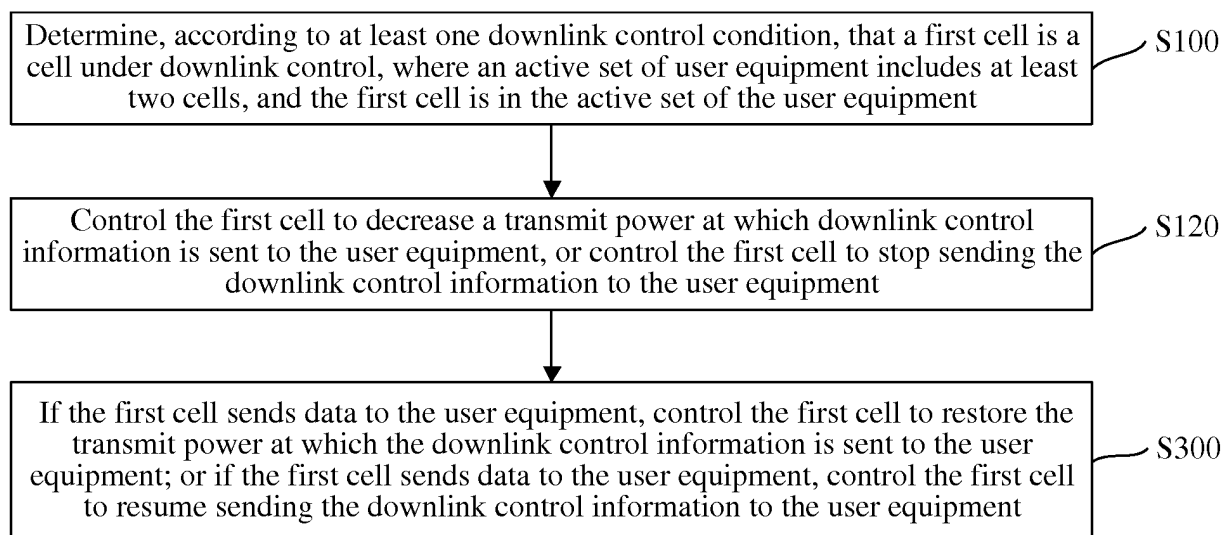 Determine, according to at least one downlink control condition, that a first cell is a
cell under downlink control, where an active set of user equipment includes at least
two cells, and the first cell is in the active set of the user equipment
S100
Control the first cell to decrease a transmit power at which downlink control
information is sent to the user equipment, or control the first cell to stop sending the
downlink control information to the user equipment
S120
If the first cell sends data to the user equipment, control the first cell to restore the
transmit power at which the downlink control information is sent to the user
equipment; or if the first cell sends data to the user equipment, control the first cell
to resume sending the downlink control information to the user equipment
S300